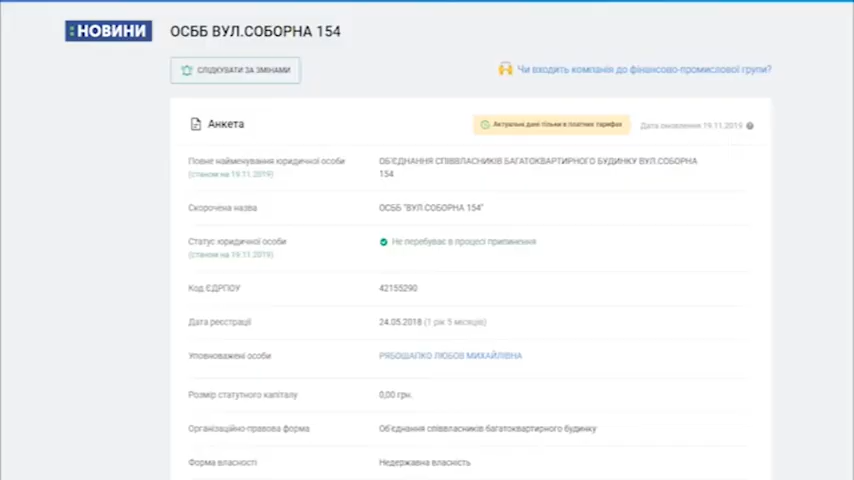 :НОВИНИ
ОСББ ВУЛ.СОБОРНА 154
СЛІДКУВАТИ ЗА ЗМІНАМИ
Чи входить компанія до фінансово-промислової групи?
Анкета
Актуальні дані тільки в платних тарифах
Дата оновлення 19.11.2019
Повне найменування юридичної особи
(станом на 19.11.2019)
ОБ'ЄДНАННЯ СПІВВЛАСНИКІВ БАГАТОКВАРТИРНОГО БУДИНКУ ВУЛ.СОБОРНА
154
Скорочена назва
ОСББ "ВУЛ.СОБОРНА 154"
Статус юридичної особи
(станом на 19.11.2019)
Не перебуває в процесі припинення
Код ЄДРПОУ
42155290
Дата реєстрації
24.05.2018 (1 рік 5 місяців)
Уповноважені особи
РЯБОШАПКО ЛЮБОВ МИХАЙЛІВНА
Розмір статутного капіталу
0,00 грн.
Організаційно-правова форма
Об'єднання співвласників багатоквартирного будинку
Форма власності
Недержавна власність